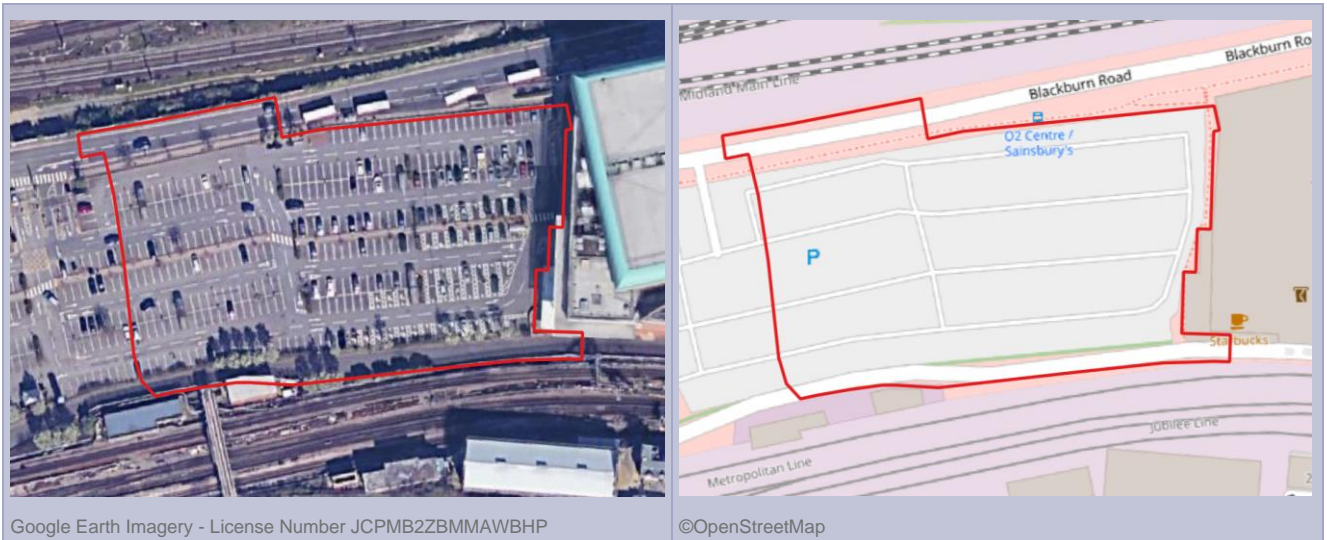 Blackburn Ro
Blackburn Road
Midland Main Line
O2 Centre /
Sainsbury's
P
Starbucks
Jubilee Line
Metropolitan Line
2
Google Earth Imagery - License Number JCPMB2ZBMMAWBHP
©OpenStreetMap